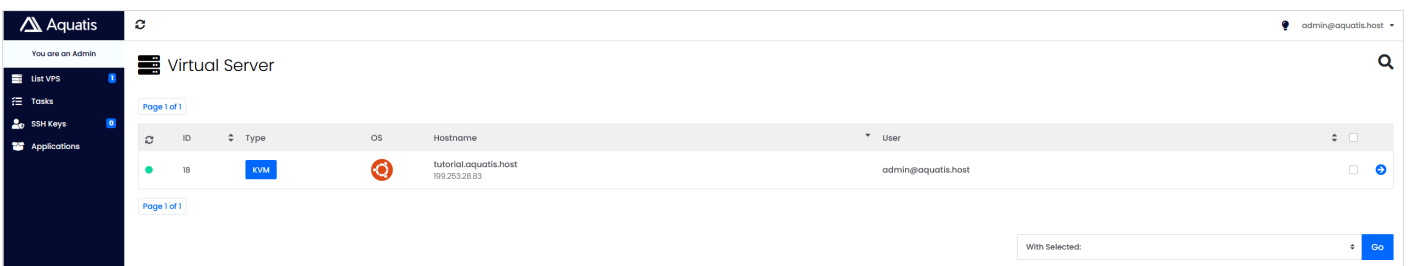 Aquatis
admin@aquatis.host
You are an Admin
List VPS 1
Tasks
SSH Keys 0
Applications
Virtual Server
Page 1 of 1
ID Type OS Hostname User
18 KVM tutorial.aquatis.host admin@aquatis.host
199.253.28.83
Page 1 of 1
With Selected: Go